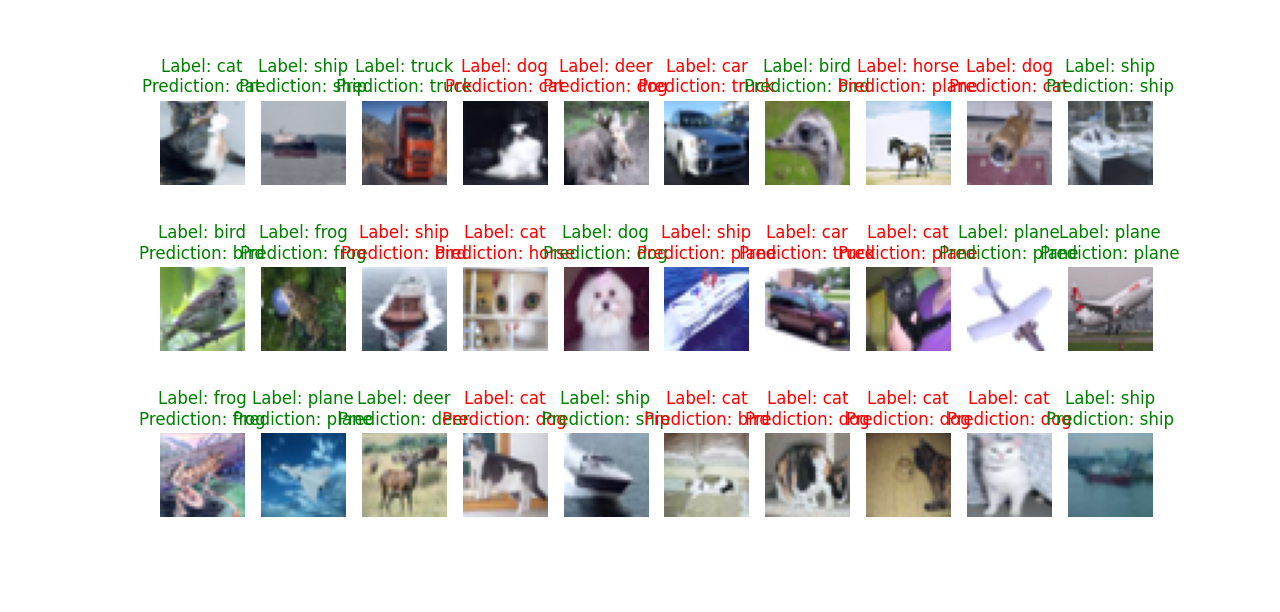 Label: cat
Prediction: cat
Label: ship
Prediction: ship
Label: truck
Prediction: truck
Label: dog
Prediction: cat
Label: deer
Prediction: dog
Label: car
Prediction: truck
Label: bird
Prediction: bird
Label: horse
Prediction: plane
Label: dog
Prediction: cat
Label: ship
Prediction: ship
Label: bird
Prediction: bird
Label: frog
Prediction: frog
Label: ship
Prediction: bird
Label: cat
Prediction: horse
Label: dog
Prediction: dog
Label: ship
Prediction: plane
Label: car
Prediction: truck
Label: cat
Prediction: plane
Label: plane
Prediction: plane
Label: plane
Prediction: plane
Label: frog
Prediction: frog
Label: plane
Prediction: plane
Label: deer
Prediction: deer
Label: cat
Prediction: dog
Label: ship
Prediction: ship
Label: cat
Prediction: bird
Label: cat
Prediction: dog
Label: cat
Prediction: dog
Label: cat
Prediction: dog
Label: ship
Prediction: ship